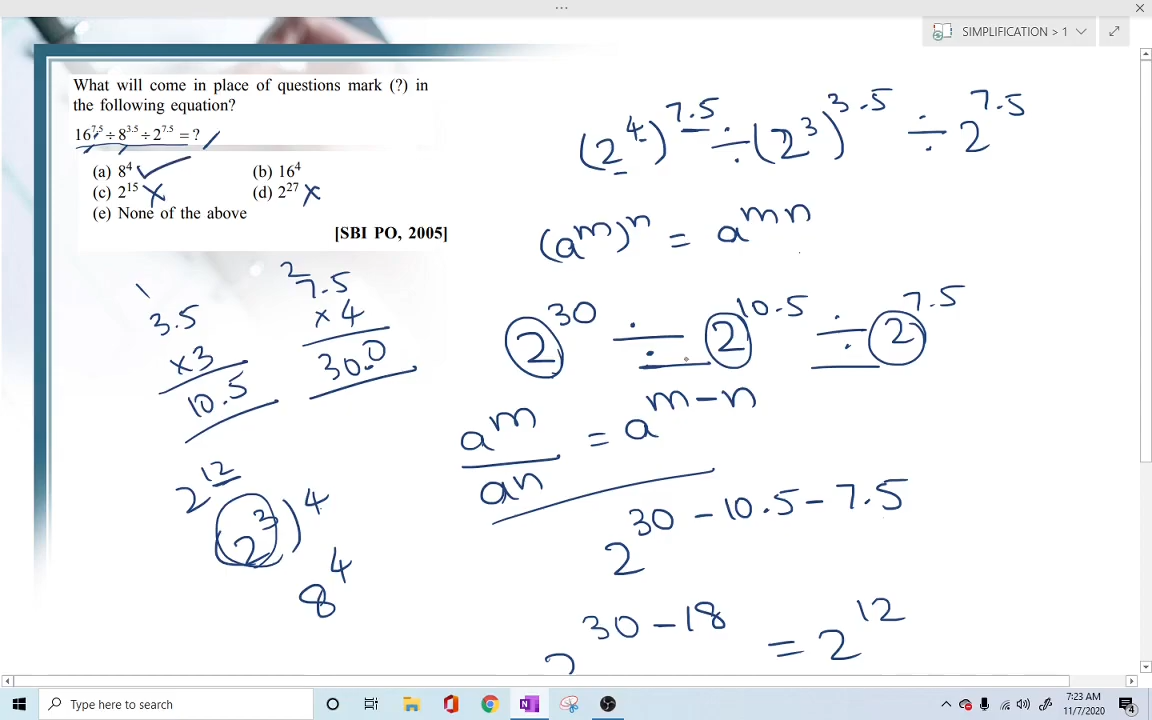 SIMPLIFICATION > 1
What will come in place of questions mark (?) in
the following equation?
16^7.5 ÷ 8^3.5 ÷ 2^7.5 = ?
(a) 8^4 (b) 16^4
(c) 2^15 (d) 2^27
(e) None of the above
[SBI PO, 2005]
(2^4)^7.5 ÷ (2^3)^3.5 ÷ 2^7.5
(a^m)^n = a^mn
2^30 ÷ 2^10.5 ÷ 2^7.5
a^m
an
= a^m-n
2^30 - 10.5 - 7.5
2^30 - 18 = 2^12
1
3.5
x3
10.5
2
7.5
x4
30.0
2^12
(2^3)^4
8^4
Type here to search
7:23 AM
11/7/2020
4